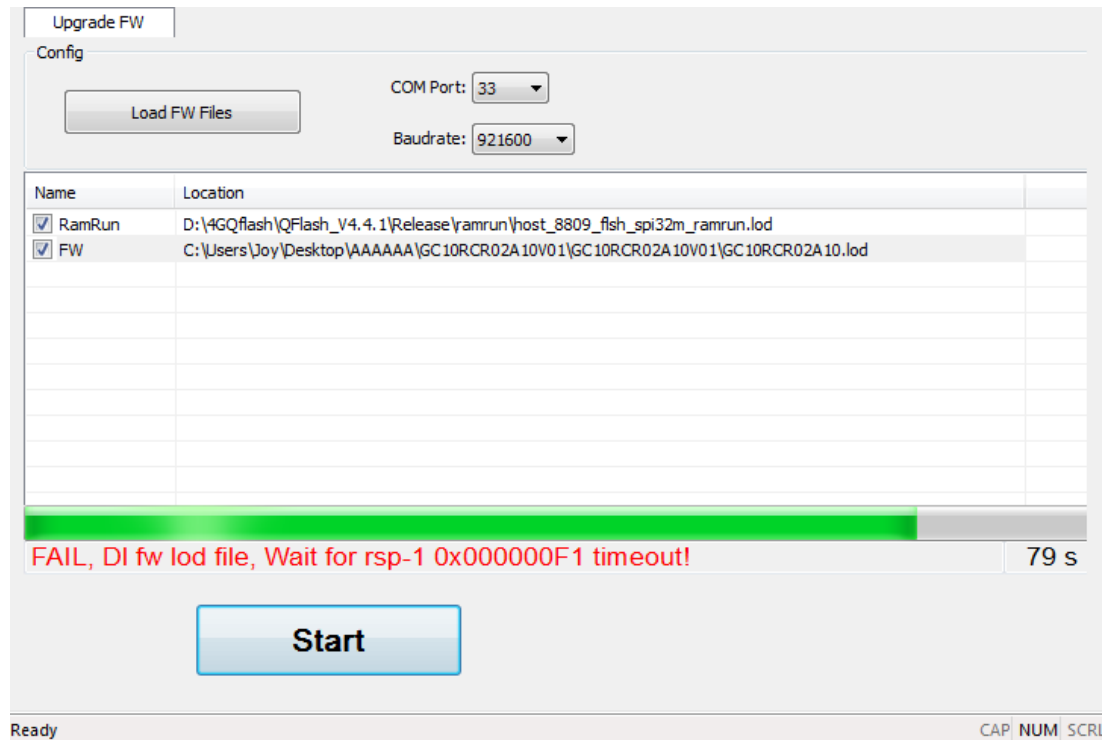 Upgrade FW
Config
Load FW Files
COM Port: 33
Baudrate: 921600
Name Location
RamRun D:\4GQflash\QFlash_V4.4.1\Release\ramrun\host_8809_flsh_spi32m_ramrun.lod
FW C:\Users\Joy\Desktop\AAAAAA\GC10RCR02A10V01\GC10RCR02A10V01\GC10RCR02A10.lod
FAIL, Dl fw lod file, Wait for rsp-1 0x000000F1 timeout! 79 s
Start
Ready CAP NUM SCRL